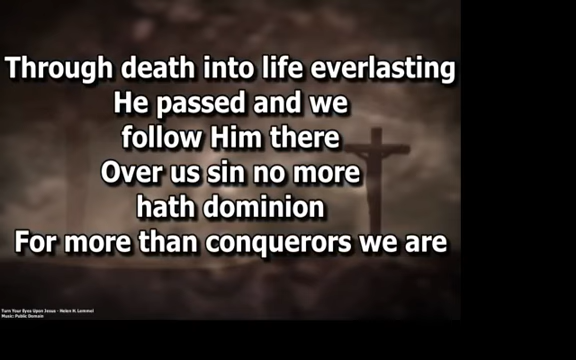 Through death into life everlasting
He passed and we
follow Him there
Over us sin no more
hath dominion
For more than conquerors we are
Turn Your Eyes Upon Jesus - Helen H. Lemmel
Music: Public Domain